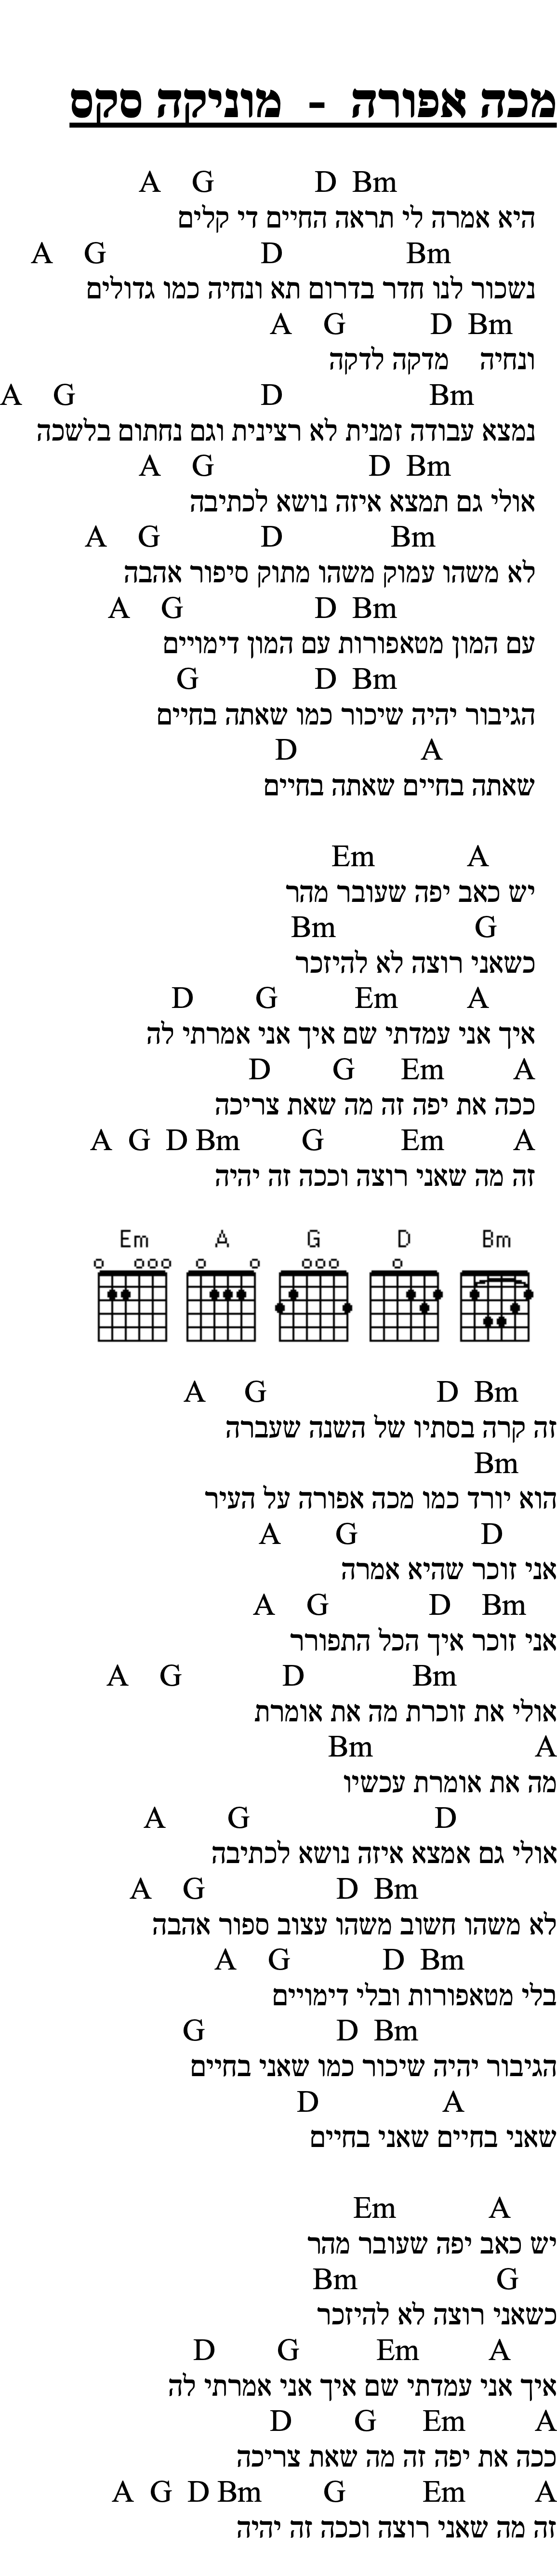 מכה אפורה - מוניקה סקס
A G D Bm
היא אמרה לי תראה החיים די קלים
A G D Bm
נשכור לנו חדר בדרום תא ונחיה כמו גדולים
A G D Bm
ונחיה מדקה לדקה
A G D Bm
נמצא עבודה זמנית לא רצינית וגם נחתום בלשכה
A G D Bm
אולי גם תמצא איזה נושא לכתיבה
A G D Bm
לא משהו עמוק משהו מתוק סיפור אהבה
A G D Bm
עם המון מטאפורות עם המון דימויים
G D Bm
הגיבור יהיה שיכור כמו שאתה בחיים
D A
שאתה בחיים שאתה בחיים
Em A
יש כאב יפה שעובר מהר
Bm G
כשאני רוצה לא להיזכר
D G Em A
איך אני עמדתי שם איך אני אמרתי לה
D G Em A
ככה את יפה זה מה שאת צריכה
A G D Bm G Em A
זה מה שאני רוצה וככה זה יהיה
Em A G D Bm
A G D Bm
זה קרה בסתיו של השנה שעברה
Bm
הוא יורד כמו מכה אפורה על העיר
A G D
אני זוכר שהיא אמרה
A G D Bm
אני זוכר איך הכל התפורר
A G D Bm
אולי את זוכרת מה את אומרת
Bm A
מה את אומרת עכשיו
A G D
אולי גם אמצא איזה נושא לכתיבה
A G D Bm
לא משהו חשוב משהו עצוב ספור אהבה
A G D Bm
בלי מטאפורות ובלי דימויים
G D Bm
הגיבור יהיה שיכור כמו שאני בחיים
D A
שאני בחיים שאני בחיים
Em A
יש כאב יפה שעובר מהר
Bm G
כשאני רוצה לא להיזכר
D G Em A
איך אני עמדתי שם איך אני אמרתי לה
D G Em A
ככה את יפה זה מה שאת צריכה
A G D Bm G Em A
זה מה שאני רוצה וככה זה יהיה